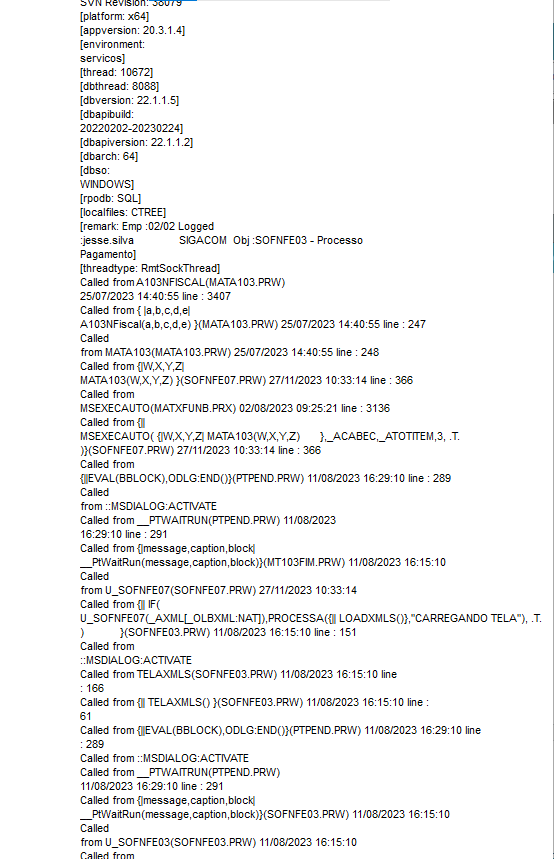 SVN Revision: 38079
[platform: x64]
[appversion: 20.3.1.4]
[environment:
servicos]
[thread: 10672]
[dbthread: 8088]
[dbversion: 22.1.1.5]
[dbapibuild:
20220202-20230224]
[dbapiversion: 22.1.1.2]
[dbarch: 64]
[dbso:
WINDOWS]
[rpodb: SQL]
[localfiles: CTREE]
[remark: Emp :02/02 Logged
:jesse.silva SIGACOM Obj :SOFNFE03 - Processo
Pagamento]
[threadtype: RmtSockThread]
Called from A103NFISCAL(MATA103.PRW)
25/07/2023 14:40:55 line : 3407
Called from { |a,b,c,d,e|
A103NFiscal(a,b,c,d,e) }(MATA103.PRW) 25/07/2023 14:40:55 line : 247
Called
from MATA103(MATA103.PRW) 25/07/2023 14:40:55 line : 248
Called from {|W,X,Y,Z|
MATA103(W,X,Y,Z) }(SOFNFE07.PRW) 27/11/2023 10:33:14 line : 366
Called from
MSEXECAUTO(MATXFUNB.PRX) 02/08/2023 09:25:21 line : 3136
Called from {||
MSEXECAUTO( {|W,X,Y,Z| MATA103(W,X,Y,Z) },_ACABEC,_ATOTITEM,3, .T.
)}(SOFNFE07.PRW) 27/11/2023 10:33:14 line : 366
Called from
{||EVAL(BBLOCK),ODLG:END()}(PTPEND.PRW) 11/08/2023 16:29:10 line : 289
Called
from ::MSDIALOG:ACTIVATE
Called from __PTWAITRUN(PTPEND.PRW) 11/08/2023
16:29:10 line : 291
Called from {|message,caption,block|
__PtWaitRun(message,caption,block)}(MT103FIM.PRW) 11/08/2023 16:15:10
Called
from U_SOFNFE07(SOFNFE07.PRW) 27/11/2023 10:33:14
Called from {|| IF(
U_SOFNFE07(_AXML[_OLBXML:NAT]),PROCESSA({|| LOADXMLS()},"CARREGANDO TELA"), .T.
) }(SOFNFE03.PRW) 11/08/2023 16:15:10 line : 151
Called from
::MSDIALOG:ACTIVATE
Called from TELAXMLS(SOFNFE03.PRW) 11/08/2023 16:15:10 line
: 166
Called from {|| TELAXMLS() }(SOFNFE03.PRW) 11/08/2023 16:15:10 line :
61
Called from {||EVAL(BBLOCK),ODLG:END()}(PTPEND.PRW) 11/08/2023 16:29:10 line
: 289
Called from ::MSDIALOG:ACTIVATE
Called from __PTWAITRUN(PTPEND.PRW)
11/08/2023 16:29:10 line : 291
Called from {|message,caption,block|
__PtWaitRun(message,caption,block)}(SOFNFE03.PRW) 11/08/2023 16:15:10
Called
from U_SOFNFE03(SOFNFE03.PRW) 11/08/2023 16:15:10
Called from